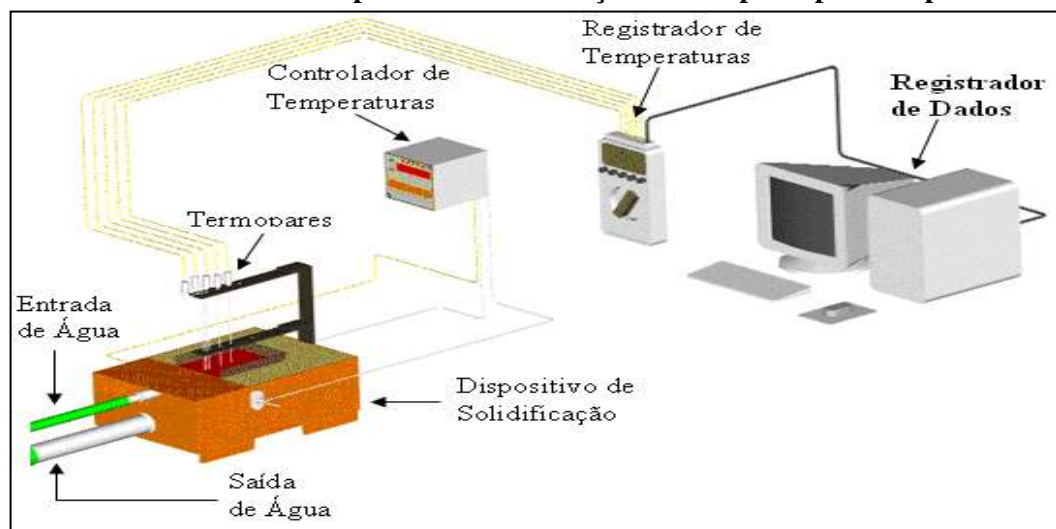 Registrador de
Temperaturas
Controlador de
Temperaturas
Registrador
de Dados
Termopares
Entrada
de Água
Dispositivo de
Solidificação
Saída
de Água